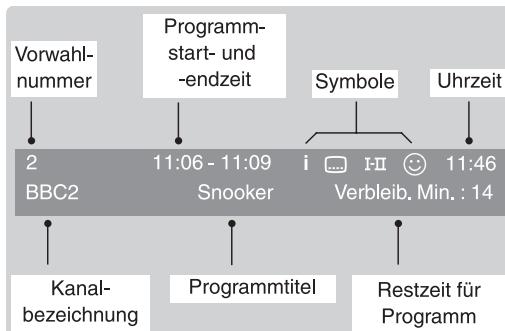 Programm-
start- und
-endzeit
Vorwahl-
nummer
Symbole
Uhrzeit
2 11:06 - 11:09 i I-II 11:46
BBC2 Snooker Verbleib. Min. : 14
Kanal-
bezeichnung
Programmtitel
Restzeit für
Programm